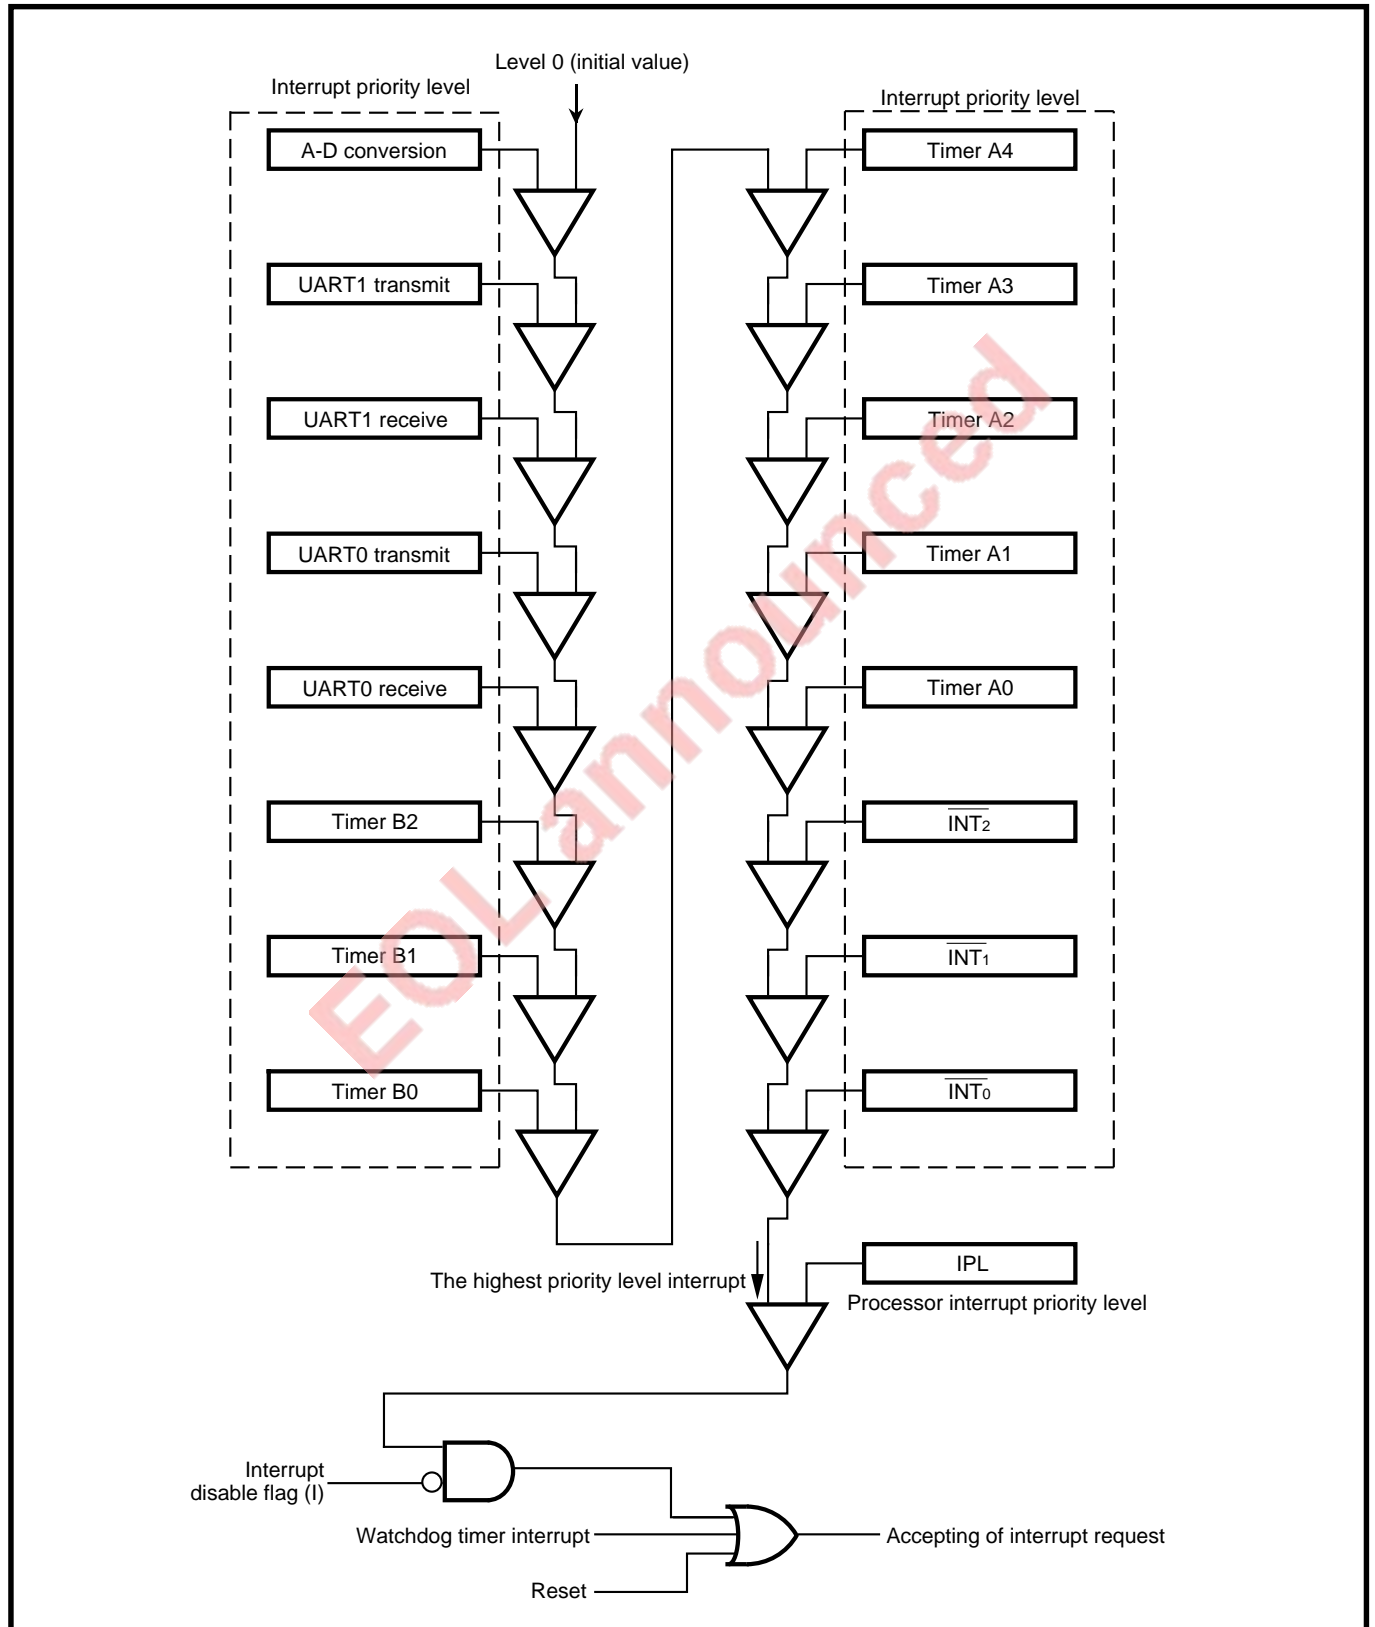 Level 0 (initial value)
Interrupt priority level
Interrupt priority level
A-D conversion
Timer A4
UART1 transmit
Timer A3
UART1 receive
Timer A2
UART0 transmit
Timer A1
UART0 receive
Timer A0
Timer B2
INT2
Timer B1
INT1
Timer B0
INT0
EOL announced
IPL
The highest priority level interrupt
Processor interrupt priority level
Interrupt
disable flag (I)
Watchdog timer interrupt
Accepting of interrupt request
Reset